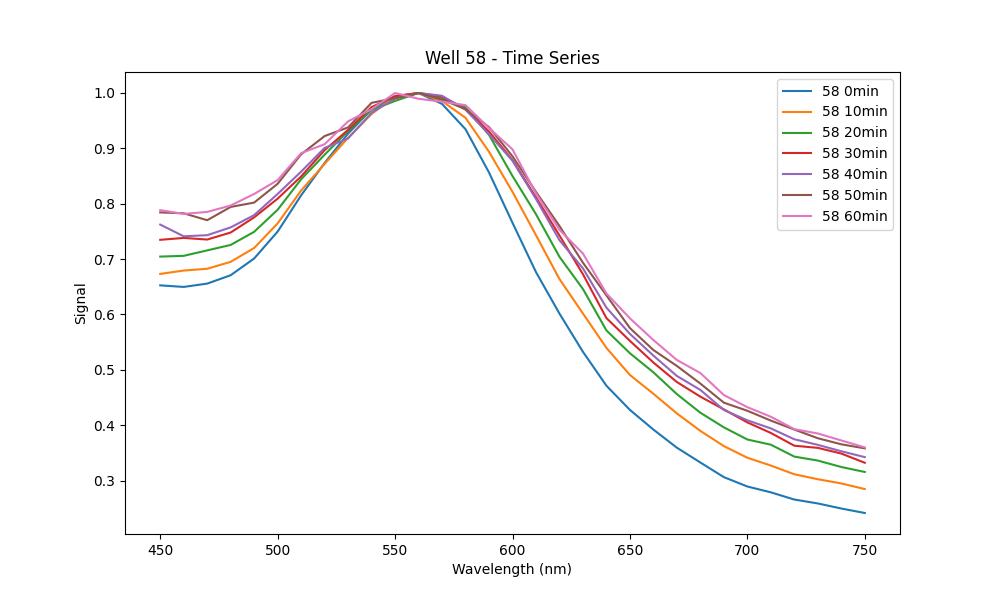 Well 58 - Time Series
Signal
1.0
0.9
0.8
0.7
0.6
0.5
0.4
0.3
58 0min
58 10min
58 20min
58 30min
58 40min
58 50min
58 60min
450 500 550 600 650 700 750
Wavelength (nm)